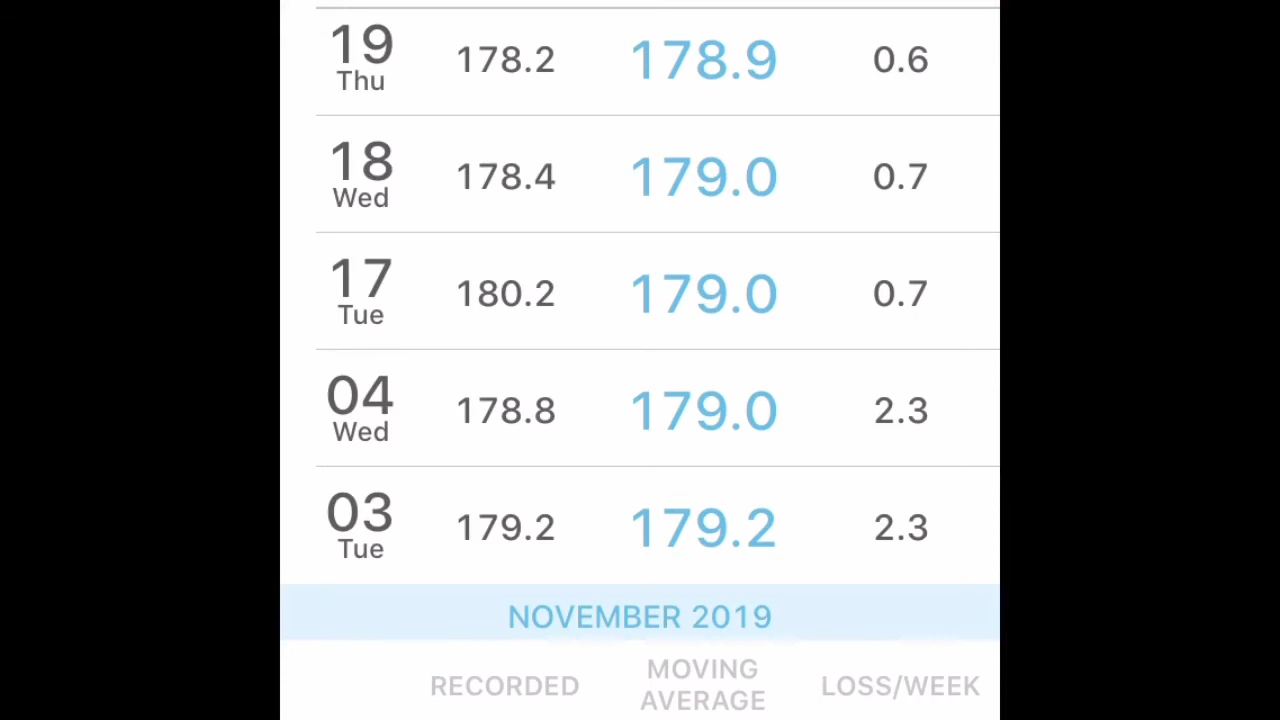 19 Thu 178.2 178.9 0.6
18 Wed 178.4 179.0 0.7
17 Tue 180.2 179.0 0.7
04 Wed 178.8 179.0 2.3
03 Tue 179.2 179.2 2.3
NOVEMBER 2019
RECORDED MOVING AVERAGE LOSS/WEEK